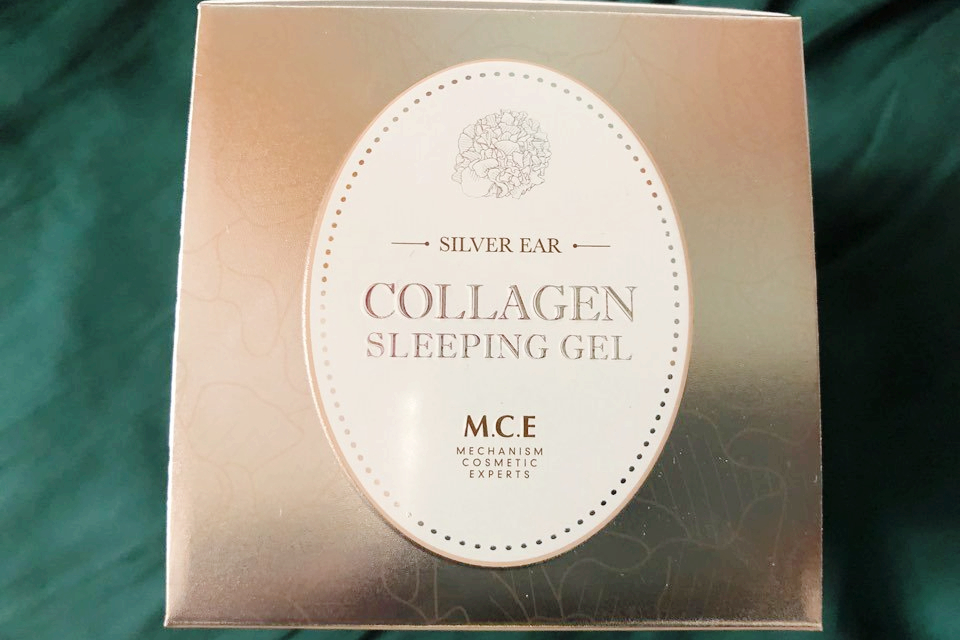 SILVER EAR
COLLAGEN
SLEEPING GEL
M.C.E
MECHANISM
COSMETIC
EXPERTS